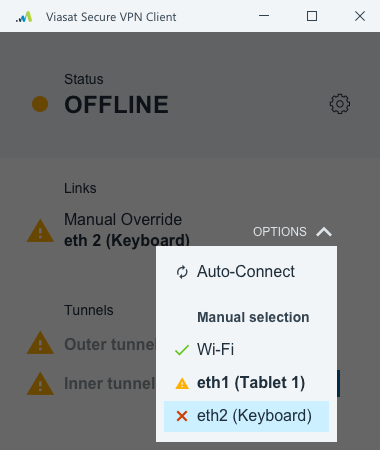 Viasat Secure VPN Client
Status
OFFLINE
Links
Manual Override
eth 2 (Keyboard)
OPTIONS
Auto-Connect
Manual selection
Wi-Fi
eth1 (Tablet 1)
eth2 (Keyboard)
Tunnels
Outer tunne
Inner tunnel